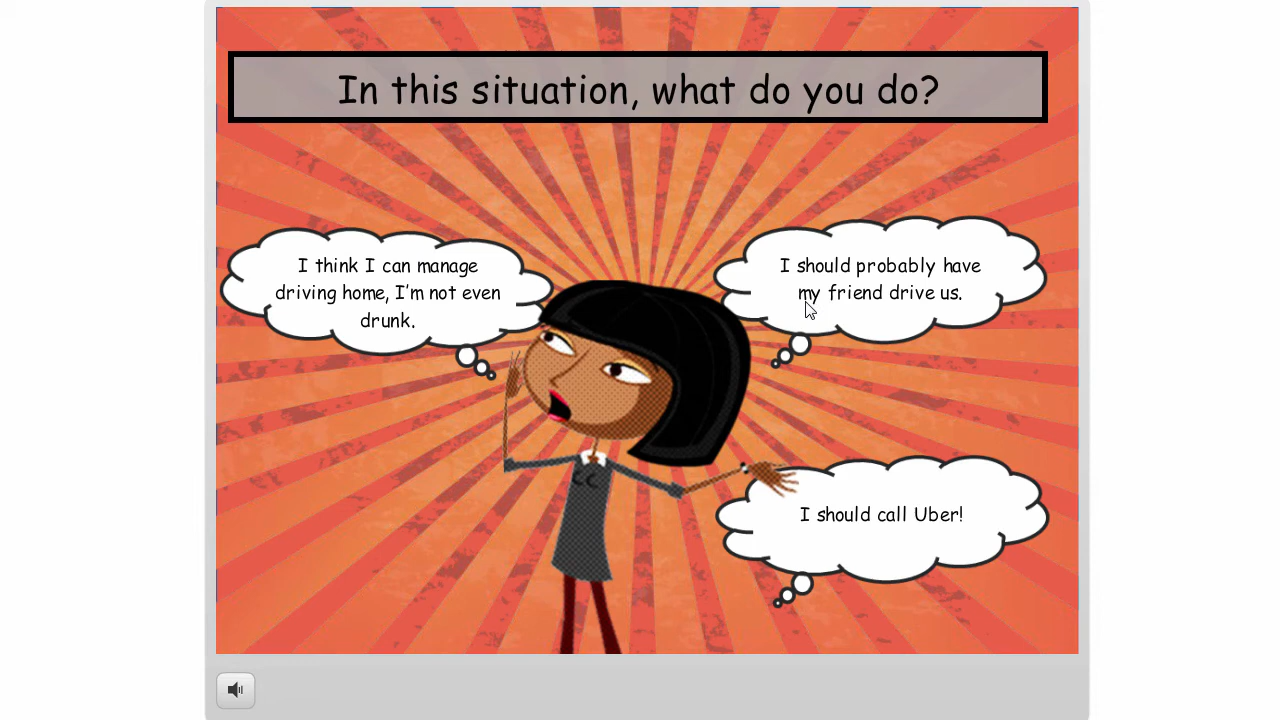 In this situation, what do you do?
I think I can manage
driving home, I'm not even
drunk.
I should probably have
my friend drive us.
I should call Uber!